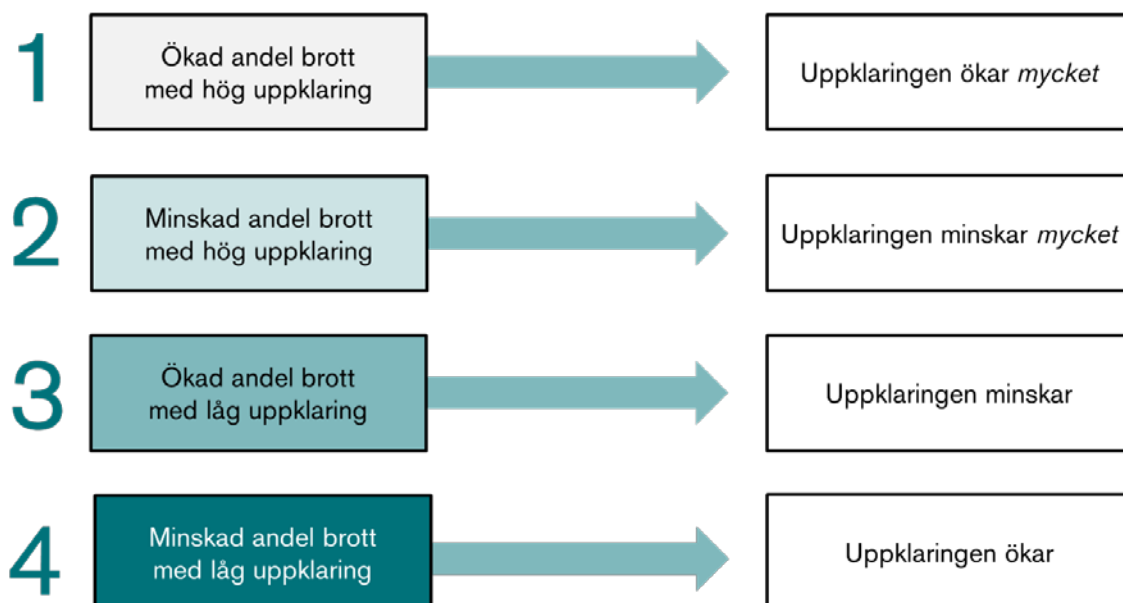 1
Ökad andel brott
med hög uppklaring
Uppklaringen ökar mycket
2
Minskad andel brott
med hög uppklaring
Uppklaringen minskar mycket
3
Ökad andel brott
med låg uppklaring
Uppklaringen minskar
4
Minskad andel brott
med låg uppklaring
Uppklaringen ökar